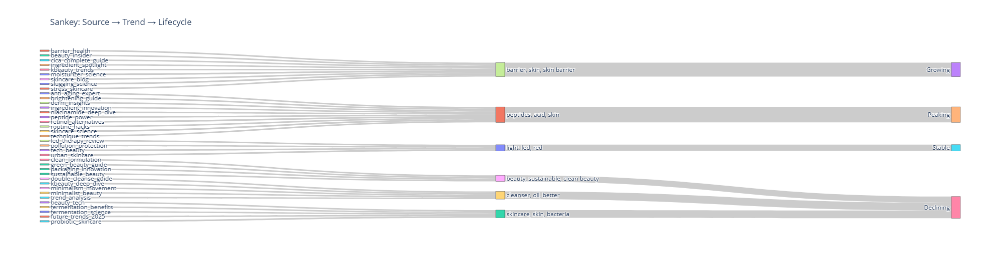 Sankey: Source → Trend → Lifecycle
barrier_health
beauty_insider
cica_complete_guide
ingredient_spotlight
kbeauty_trends
moisturizer_science
skincare_blog
slugging_science
stress_skincare
anti_aging_expert
brightening_guide
derm_insights
ingredient_innovation
niacinamide_deep_dive
peptide_power
retinol_alternatives
routine_hacks
skincare_science
technique_trends
led_therapy_review
pollution_protection
tech_beauty
urban_skincare
clean_formulation
green_beauty_guide
packaging_innovation
sustainable_beauty
double_cleanse_guide
kbeauty_deep_dive
minimalism_movement
minimalist_beauty
trend_analysis
beauty_tech
fermentation_benefits
fermentation_science
future_trends_2025
probiotic_skincare
barrier, skin, skin barrier
peptides, acid, skin
light, led, red
beauty, sustainable, clean beauty
cleanser, oil, better
skincare, skin, bacteria
Growing
Peaking
Stable
Declining